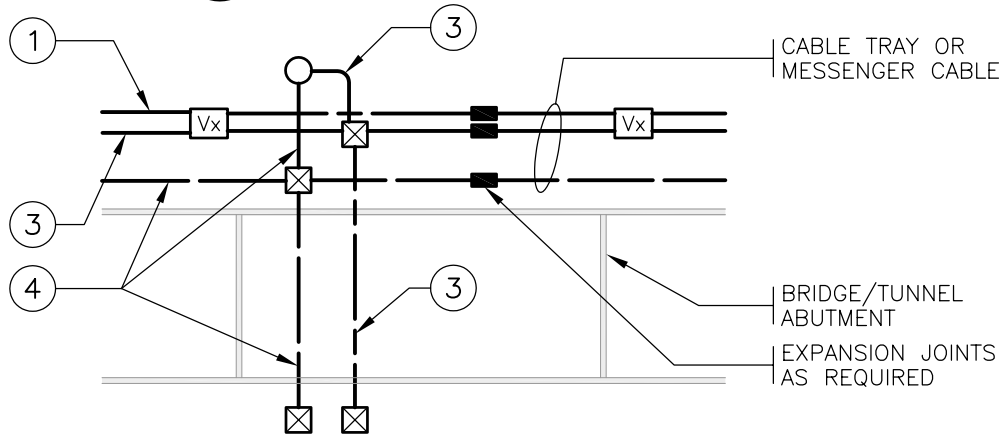 3
1
CABLE TRAY OR
MESSENGER CABLE
Vx
Vx
3
4
3
BRIDGE/TUNNEL
ABUTMENT
EXPANSION JOINTS
AS REQUIRED